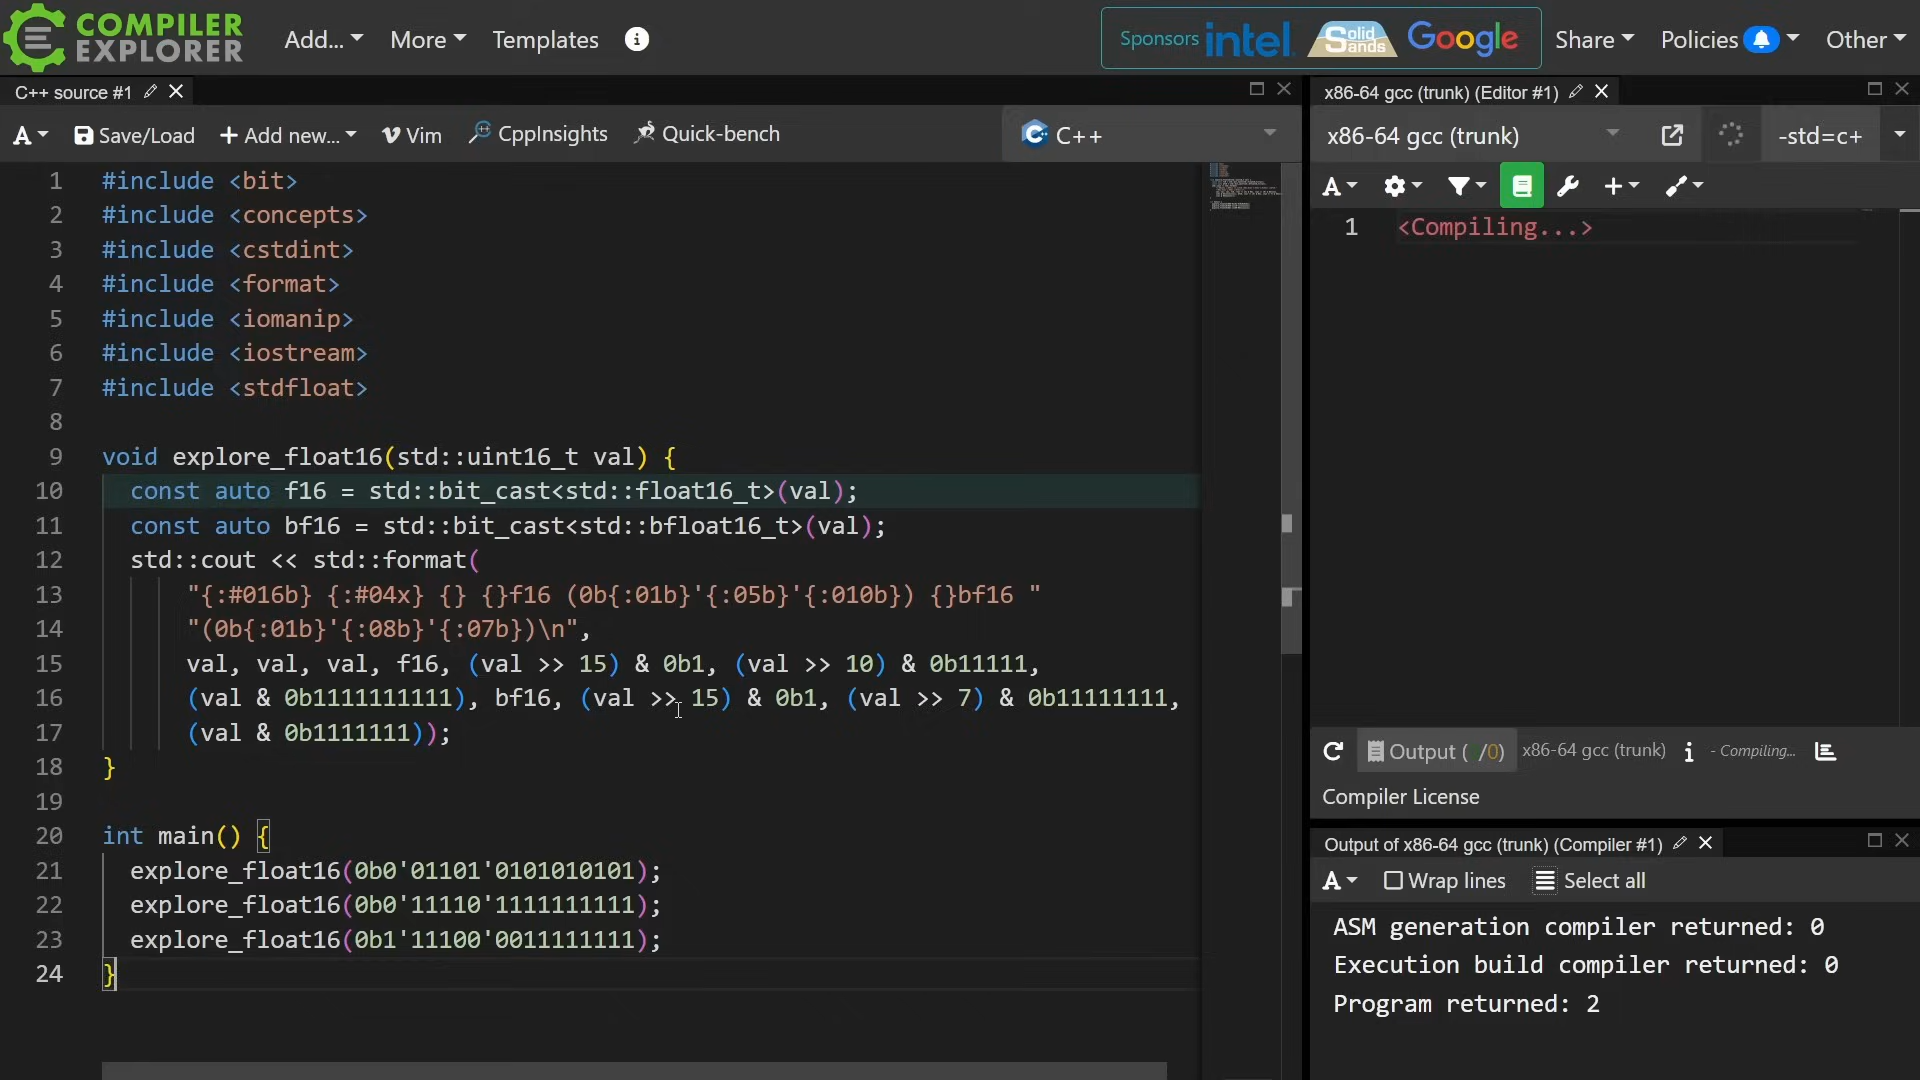 COMPILER EXPLORER
Add... More Templates
Sponsors intel. Solid Sands Google
Share Policies Other
C++ source #1
A Save/Load + Add new... Vim CppInsights Quick-bench
C++
1 #include <bit>
2 #include <concepts>
3 #include <cstdint>
4 #include <format>
5 #include <iomanip>
6 #include <iostream>
7 #include <stdfloat>
8
9 void explore_float16(std::uint16_t val) {
10 const auto f16 = std::bit_cast<std::float16_t>(val);
11 const auto bf16 = std::bit_cast<std::bfloat16_t>(val);
12 std::cout << std::format(
13 "{:#016b} {:#04x} {} {}f16 (0b{:01b}'{:05b}'{:010b}) {}bf16 "
14 "(0b{:01b}'{:08b}'{:07b})\n",
15 val, val, val, f16, (val >> 15) & 0b1, (val >> 10) & 0b11111,
16 (val & 0b1111111111), bf16, (val >> 15) & 0b1, (val >> 7) & 0b11111111,
17 (val & 0b1111111));
18 }
19
20 int main() {
21 explore_float16(0b0'01101'0101010101);
22 explore_float16(0b0'11110'1111111111);
23 explore_float16(0b1'11100'0011111111);
24 }
x86-64 gcc (trunk) (Editor #1)
x86-64 gcc (trunk)
-std=c+
A
1 <Compiling...>
Output ( /0) x86-64 gcc (trunk) i - Compiling...
Compiler License
Output of x86-64 gcc (trunk) (Compiler #1)
A Wrap lines Select all
ASM generation compiler returned: 0
Execution build compiler returned: 0
Program returned: 2